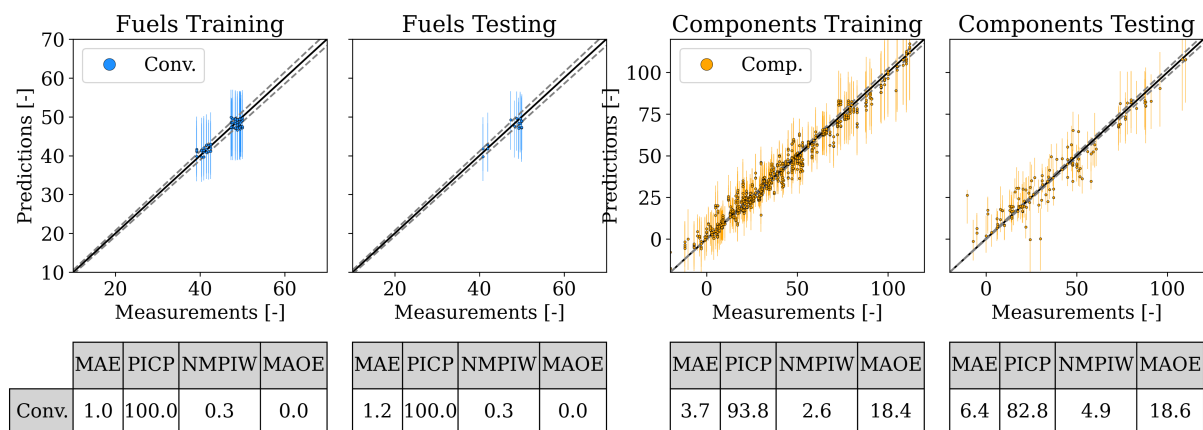 Fuels Training
Fuels Testing
Components Training
Components Testing
70
60
50
40
30
20
10
Predictions [-]
Conv.
20
40
60
Measurements [-]
20
40
60
Measurements [-]
100
75
50
25
0
Predictions [-]
Comp.
0
50
100
Measurements [-]
0
50
100
Measurements [-]
MAE PICP NMPIW MAOE
Conv. 1.0 100.0 0.3 0.0
MAE PICP NMPIW MAOE
1.2 100.0 0.3 0.0
MAE PICP NMPIW MAOE
3.7 93.8 2.6 18.4
MAE PICP NMPIW MAOE
6.4 82.8 4.9 18.6